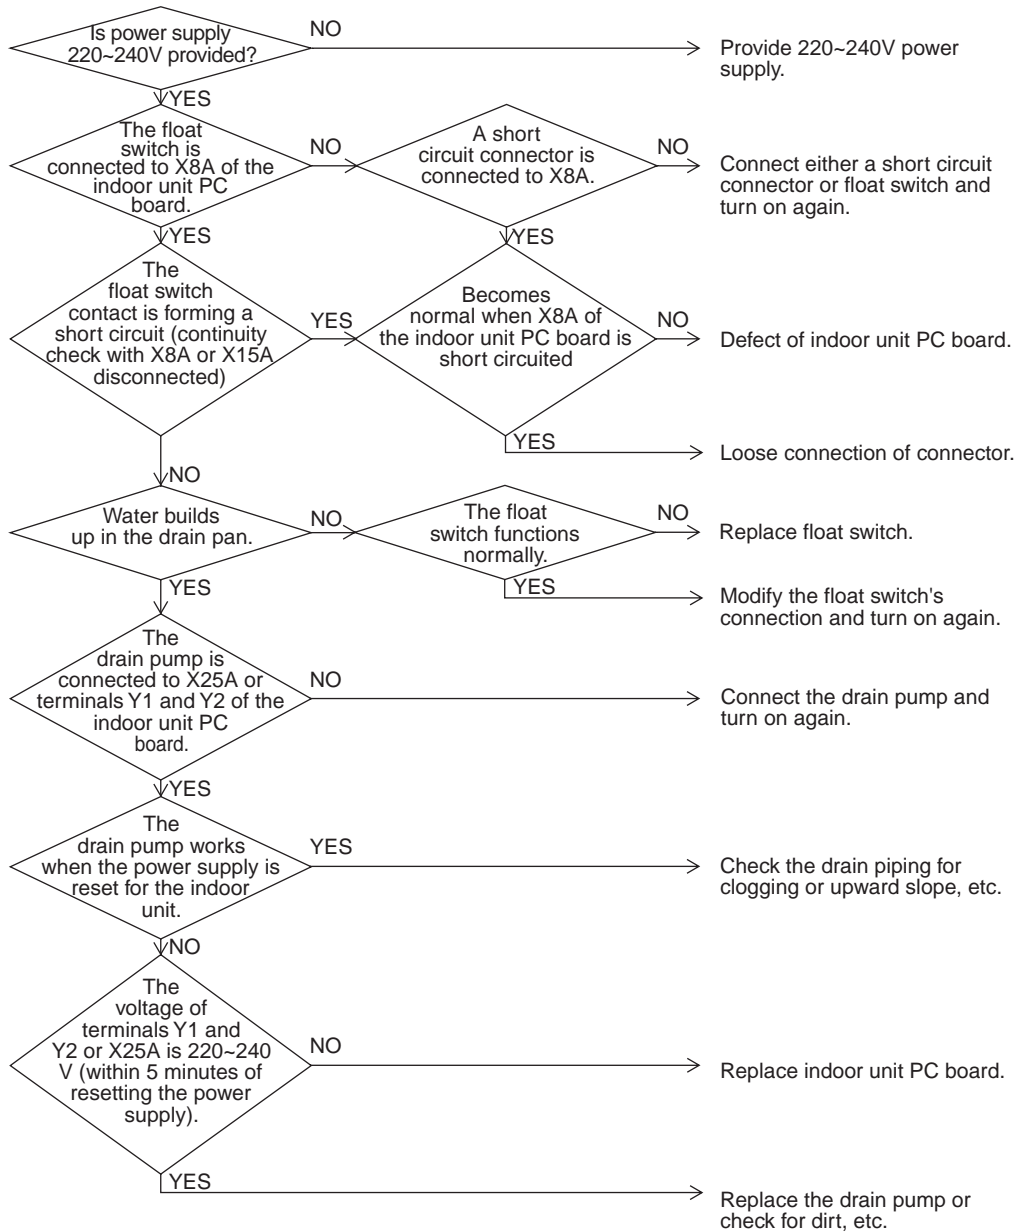 Is power supply
220~240V provided?
NO
Provide 220~240V power
supply.
YES
The float
switch is
connected to X8A of the
indoor unit PC
board.
NO
A short
circuit connector is
connected to X8A.
NO
Connect either a short circuit
connector or float switch and
turn on again.
YES
YES
The
float switch
contact is forming a
short circuit (continuity
check with X8A or X15A
disconnected)
YES
Becomes
normal when X8A of
the indoor unit PC board is
short circuited
NO
Defect of indoor unit PC board.
YES
Loose connection of connector.
NO
Water builds
up in the drain pan.
NO
The float
switch functions
normally.
NO
Replace float switch.
YES
Modify the float switch's
connection and turn on again.
YES
The
drain pump is
connected to X25A or
terminals Y1 and Y2 of the
indoor unit PC
board.
NO
Connect the drain pump and
turn on again.
YES
The
drain pump works
when the power supply is
reset for the indoor
unit.
YES
Check the drain piping for
clogging or upward slope, etc.
NO
The
voltage of
terminals Y1 and
Y2 or X25A is 220~240
V (within 5 minutes of
resetting the power
supply).
NO
Replace indoor unit PC board.
YES
Replace the drain pump or
check for dirt, etc.